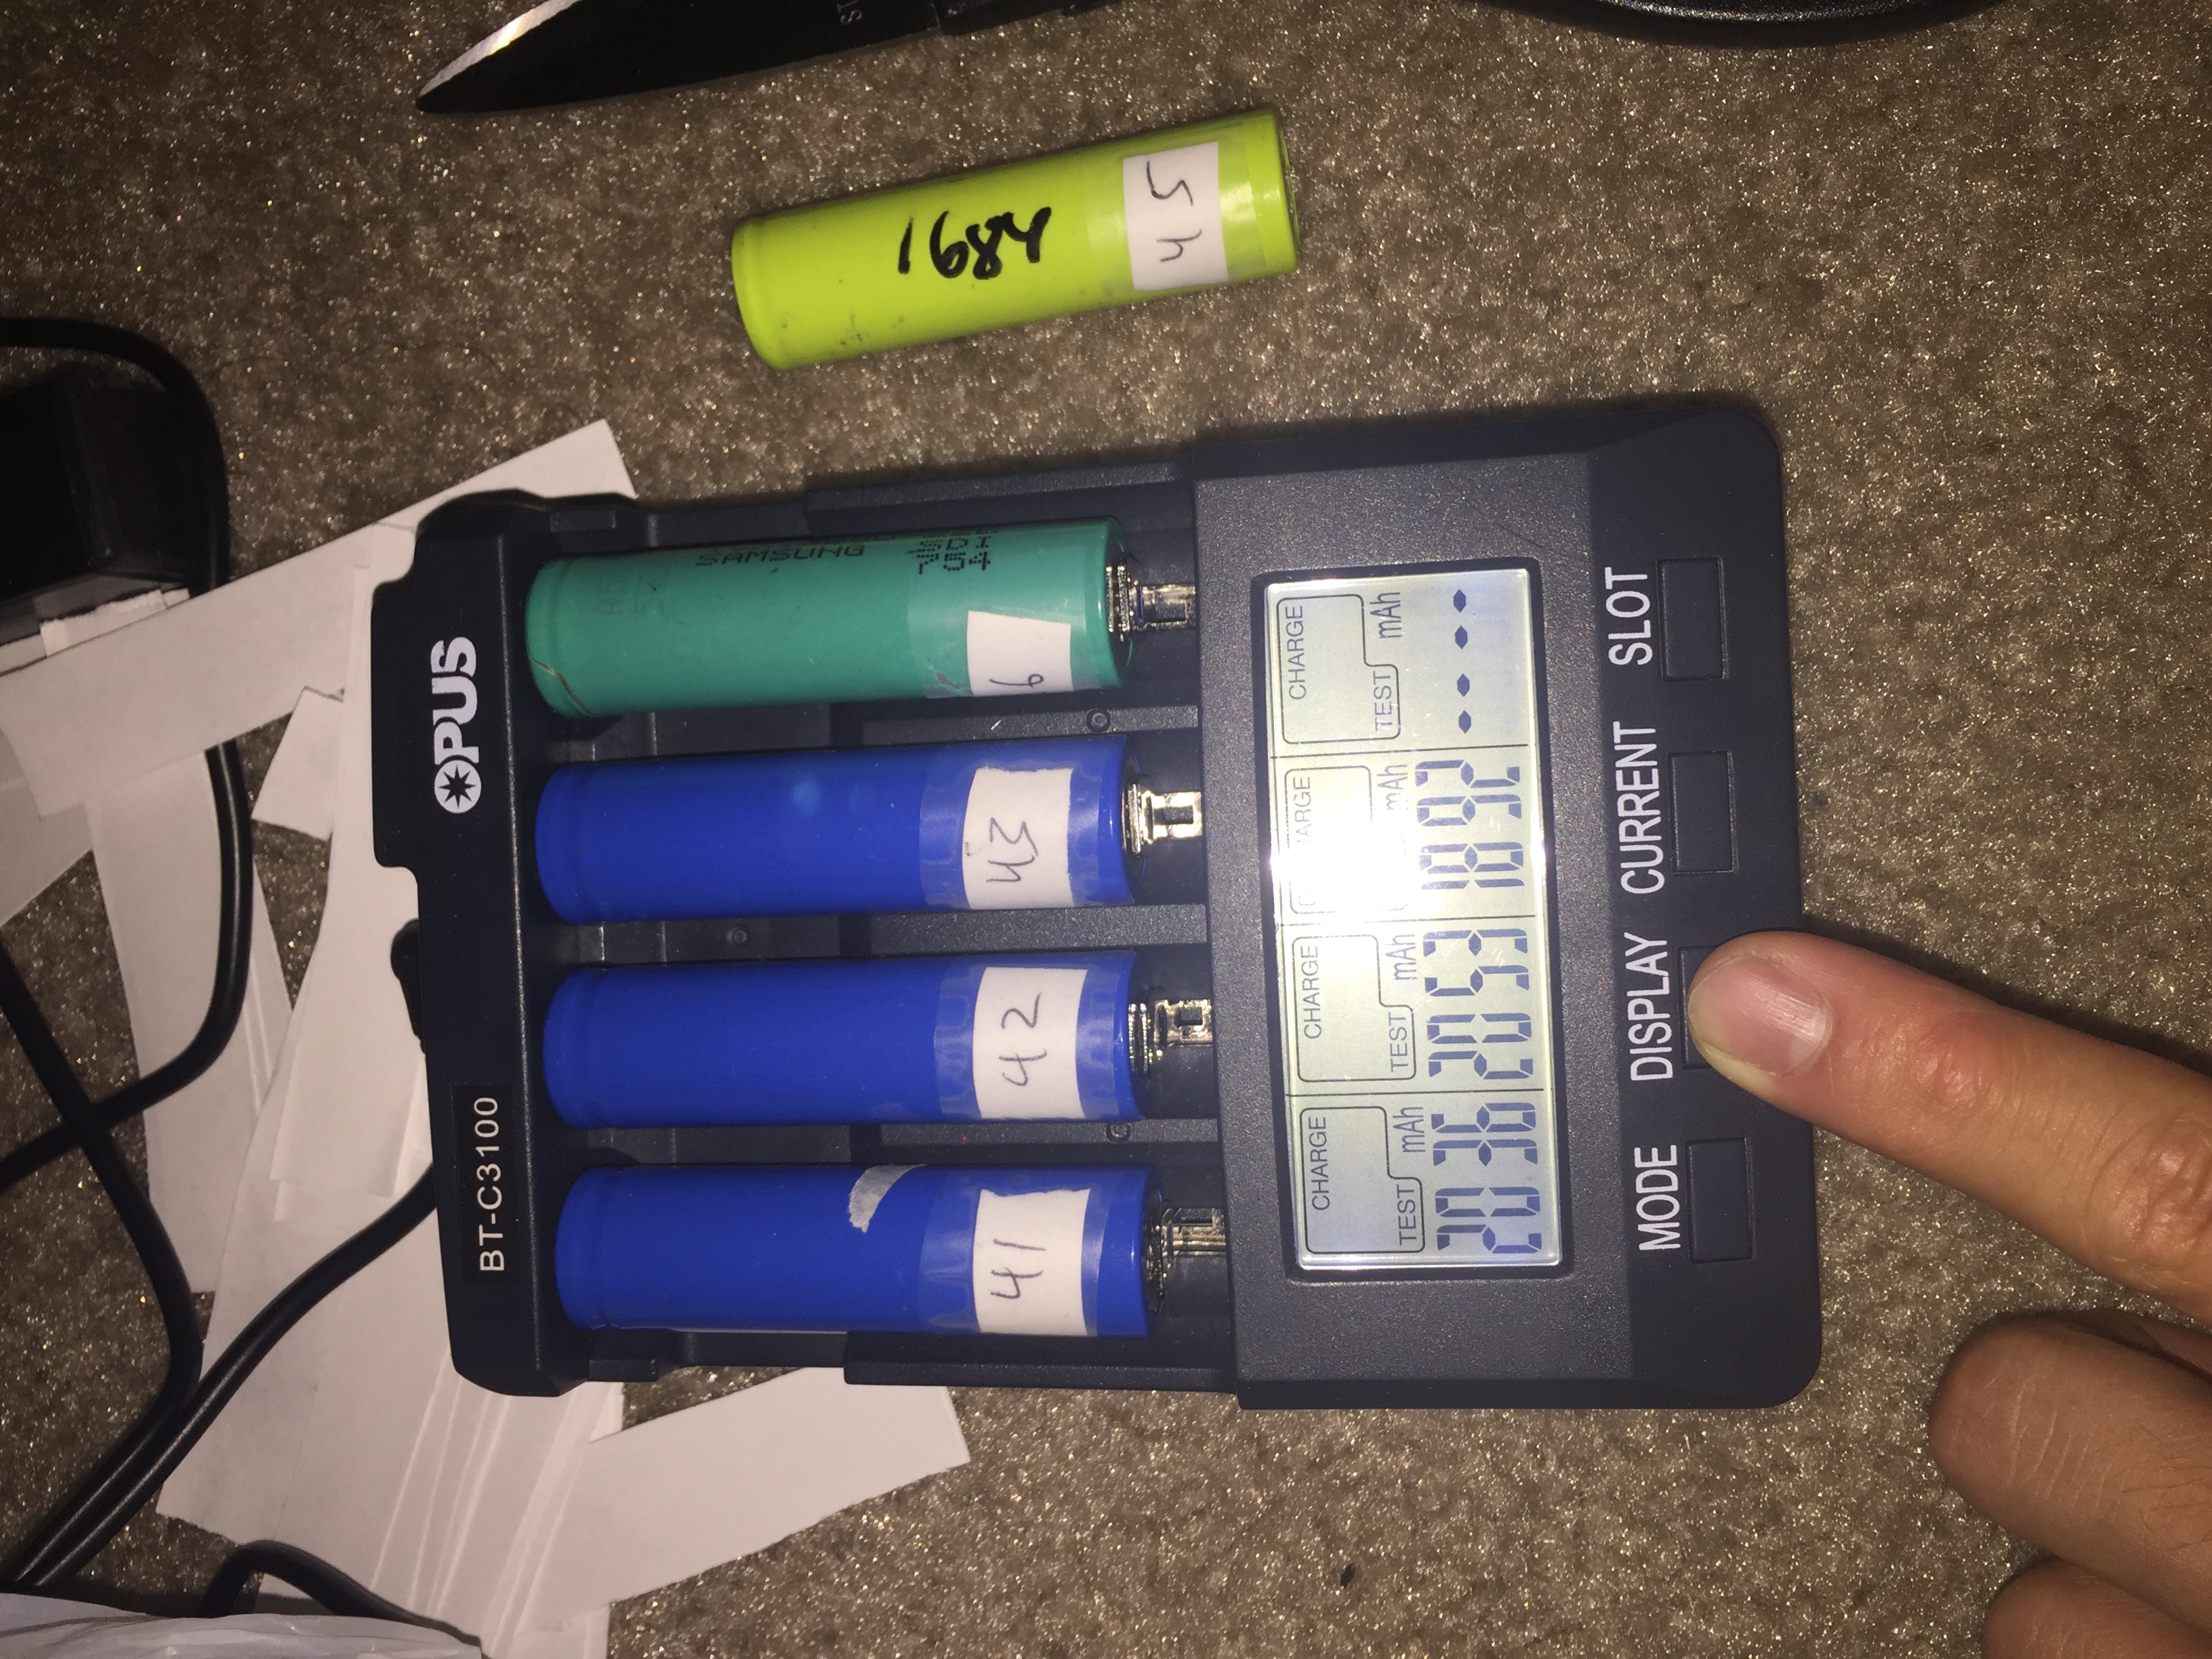 BT-C3100
OPUS
SAMSUNG SDI
41
42
43
6
1684
45
CHARGE CHARGE CHARGE
TEST mAh TEST mAh mAh TEST mAh
2036 2053 1892 ----
MODE DISPLAY CURRENT SLOT